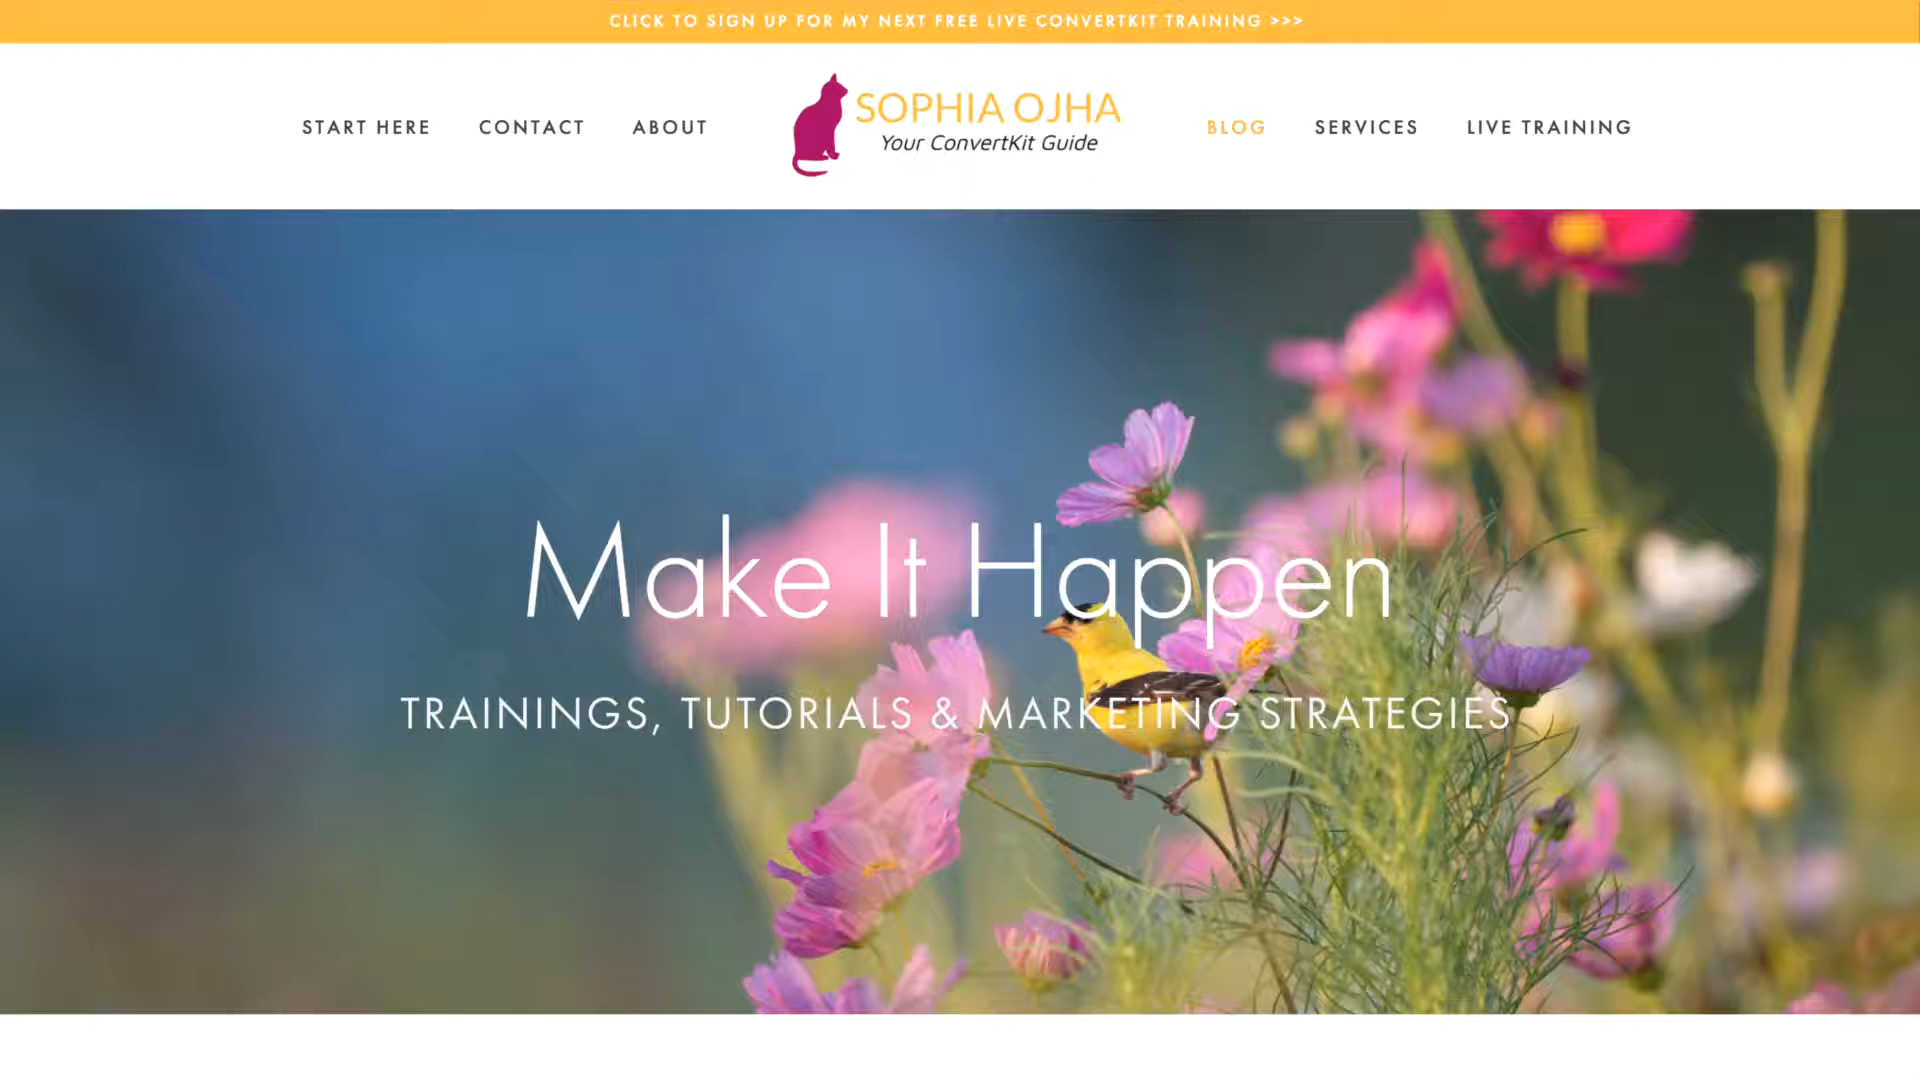 CLICK TO SIGN UP FOR MY NEXT FREE LIVE CONVERTKIT TRAINING >>>
START HERE
CONTACT
ABOUT
SOPHIA OJHA
Your ConvertKit Guide
BLOG
SERVICES
LIVE TRAINING
Make It Happen
TRAININGS, TUTORIALS & MARKETING STRATEGIES